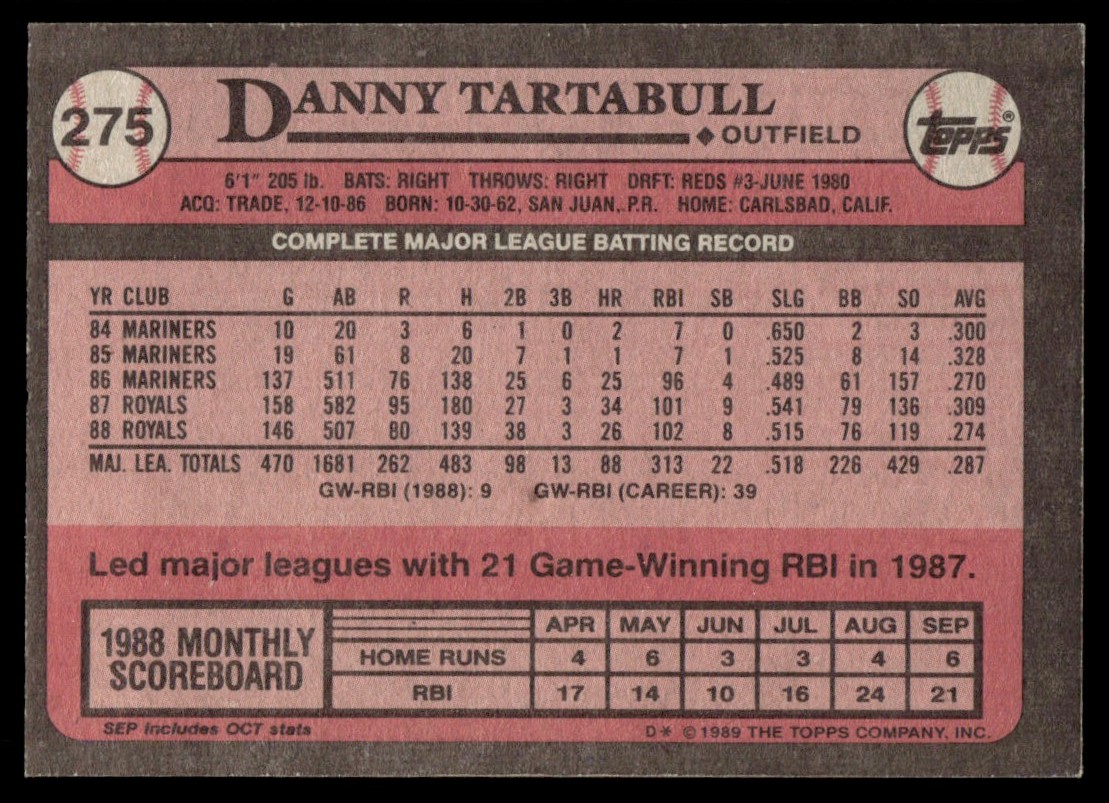 275
DANNY TARTABULL
OUTFIELD
TOPPS®
6'1" 205 lb. BATS: RIGHT THROWS: RIGHT DRFT: REDS #3-JUNE 1980
ACQ: TRADE, 12-10-86 BORN: 10-30-62, SAN JUAN, P.R. HOME: CARLSBAD, CALIF.
COMPLETE MAJOR LEAGUE BATTING RECORD
YR CLUB G AB R H 2B 3B HR RBI SB SLG BB SO AVG
84 MARINERS 10 20 3 6 1 0 2 7 0 .650 2 3 .300
85 MARINERS 19 61 8 20 7 1 1 7 1 .525 8 14 .328
86 MARINERS 137 511 76 138 25 6 25 96 4 .489 61 157 .270
87 ROYALS 158 582 95 180 27 3 34 101 9 .541 79 136 .309
88 ROYALS 146 507 80 139 38 3 26 102 8 .515 76 119 .274
MAJ. LEA. TOTALS 470 1681 262 483 98 13 88 313 22 .518 226 429 .287
GW-RBI (1988): 9 GW-RBI (CAREER): 39
Led major leagues with 21 Game-Winning RBI in 1987.
1988 MONTHLY
SCOREBOARD
APR MAY JUN JUL AUG SEP
HOME RUNS 4 6 3 3 4 6
RBI 17 14 10 16 24 21
SEP includes OCT stats
D* ©1989 THE TOPPS COMPANY, INC.